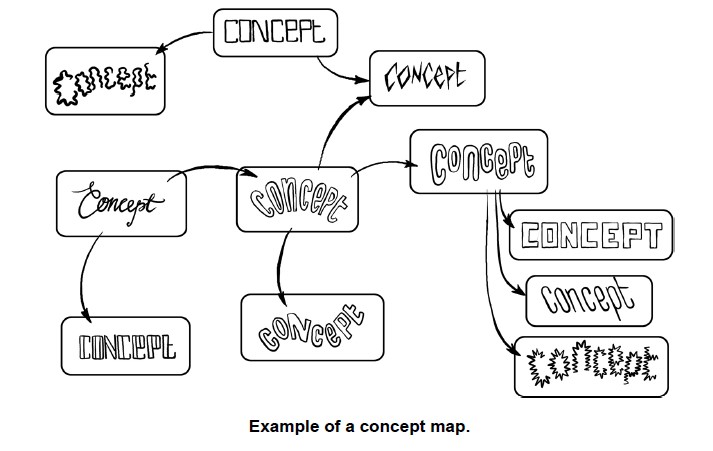 CONCEPt
Concept
CONCEPt
Concept
Concept
concept
CONCEPT
concept
CONCEPt
CoNcept
Concept
Example of a concept map.